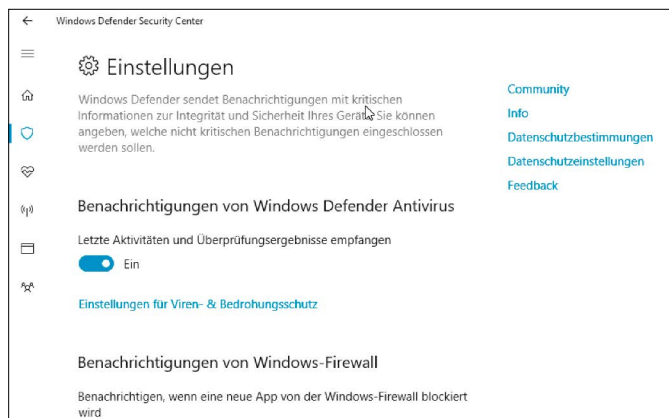 Windows Defender Security Center
Einstellungen
Windows Defender sendet Benachrichtigungen mit kritischen
Informationen zur Integrität und Sicherheit Ihres Geräts. Sie können
angeben, welche nicht kritischen Benachrichtigungen eingeschlossen
werden sollen.
Benachrichtigungen von Windows Defender Antivirus
Letzte Aktivitäten und Überprüfungsergebnisse empfangen
Ein
Einstellungen für Viren- & Bedrohungsschutz
Benachrichtigungen von Windows-Firewall
Benachrichtigen, wenn eine neue App von der Windows-Firewall blockiert
wird
Community
Info
Datenschutzbestimmungen
Datenschutzeinstellungen
Feedback